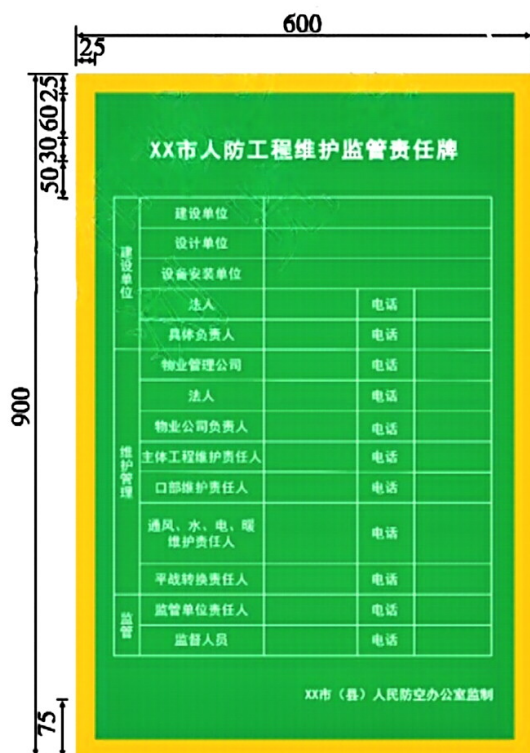 600
25
25
60
30
50
900
75
XX市人防工程维护监管责任牌
建设单位
建设单位
设计单位
设备安装单位
法人 电话
具体负责人 电话
维护管理
物业管理公司 电话
法人 电话
物业公司负责人 电话
主体工程维护责任人 电话
口部维护责任人 电话
通风、水、电、暖
维护责任人 电话
平战转换责任人 电话
监管
监管单位责任人 电话
监督人员 电话
XX市（县）人民防空办公室监制